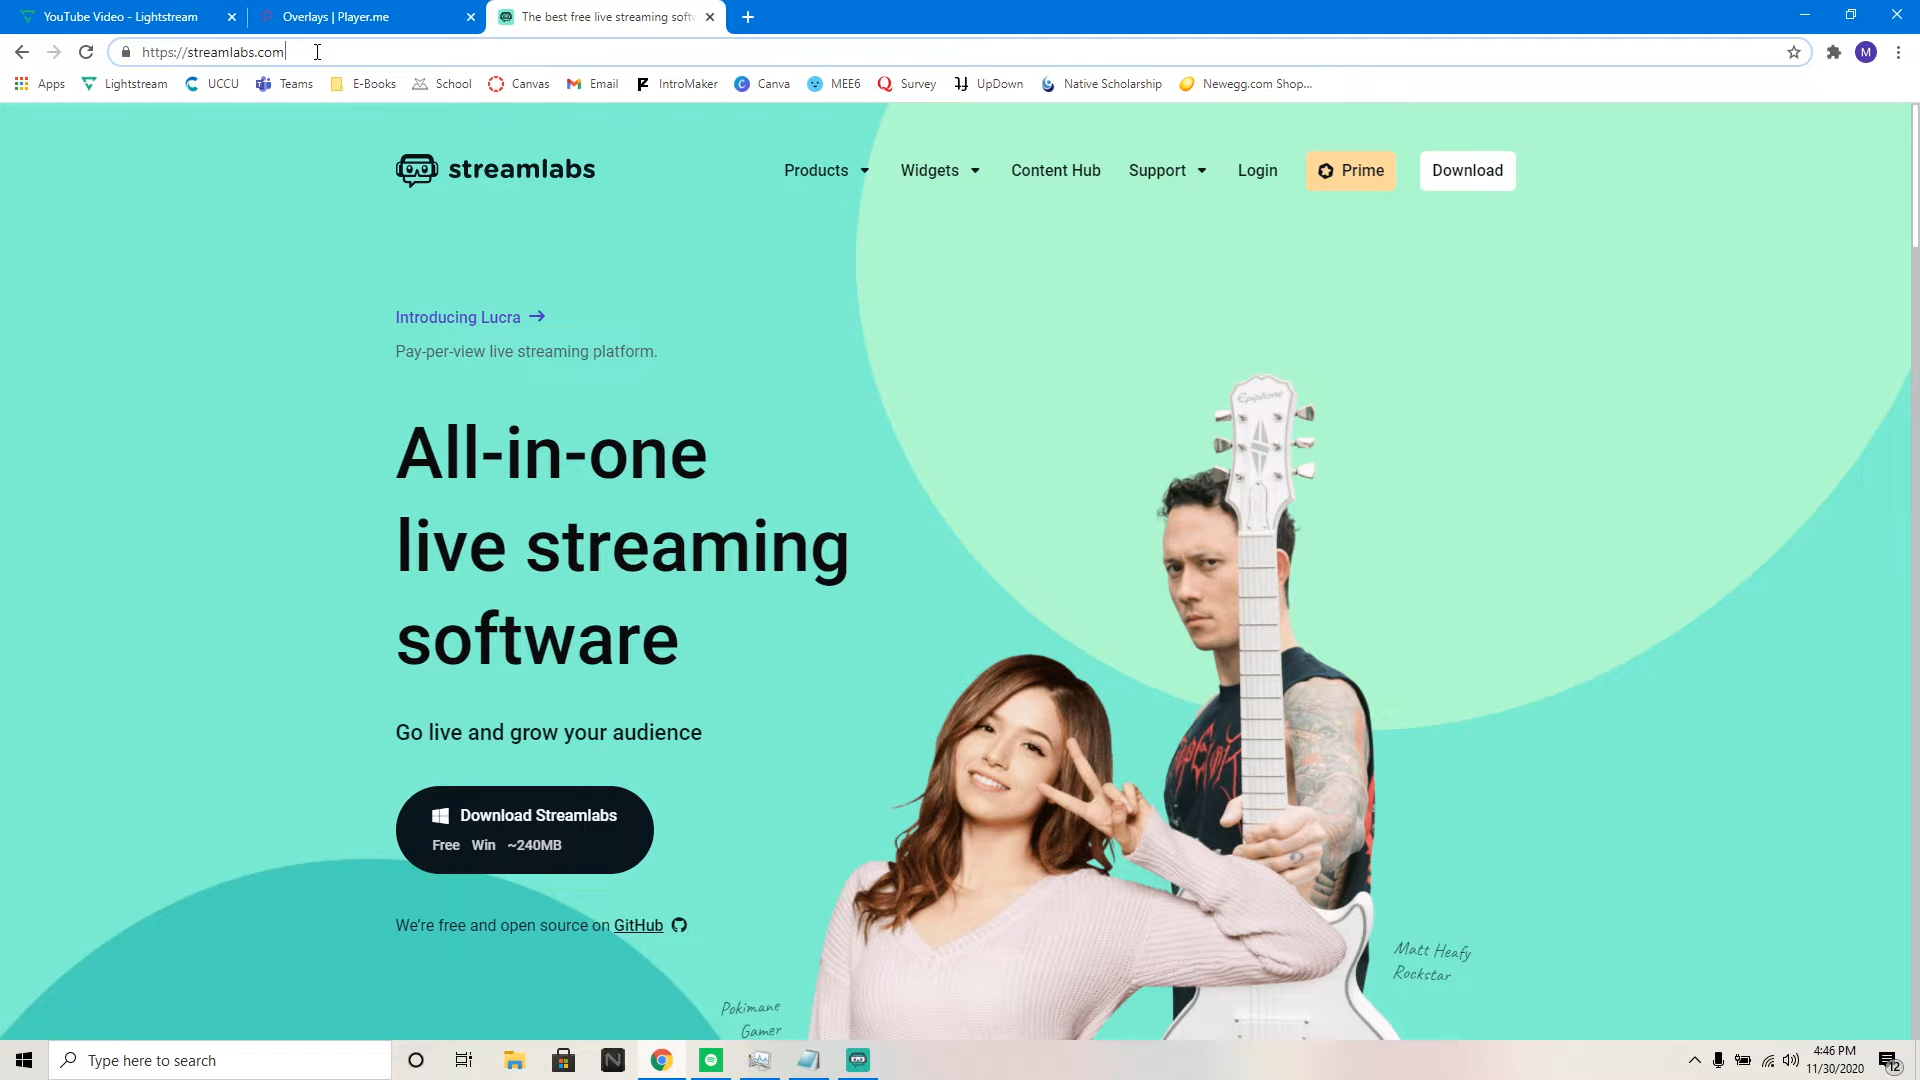 YouTube Video - Lightstream
Overlays | Player.me
The best free live streaming softw
https://streamlabs.com
M
Apps
Lightstream
UCCU
Teams
E-Books
School
Canvas
Email
IntroMaker
Canva
MEE6
Survey
UpDown
Native Scholarship
Newegg.com Shop...
streamlabs
Products
Widgets
Content Hub
Support
Login
Prime
Download
Introducing Lucra
Pay-per-view live streaming platform.
All-in-one
live streaming
software
Go live and grow your audience
Download Streamlabs
Free Win ~240MB
We're free and open source on GitHub
Epiphone
Matt Heafy
Rockstar
Pokimane
Gamer
Type here to search
4:46 PM
11/30/2020
12